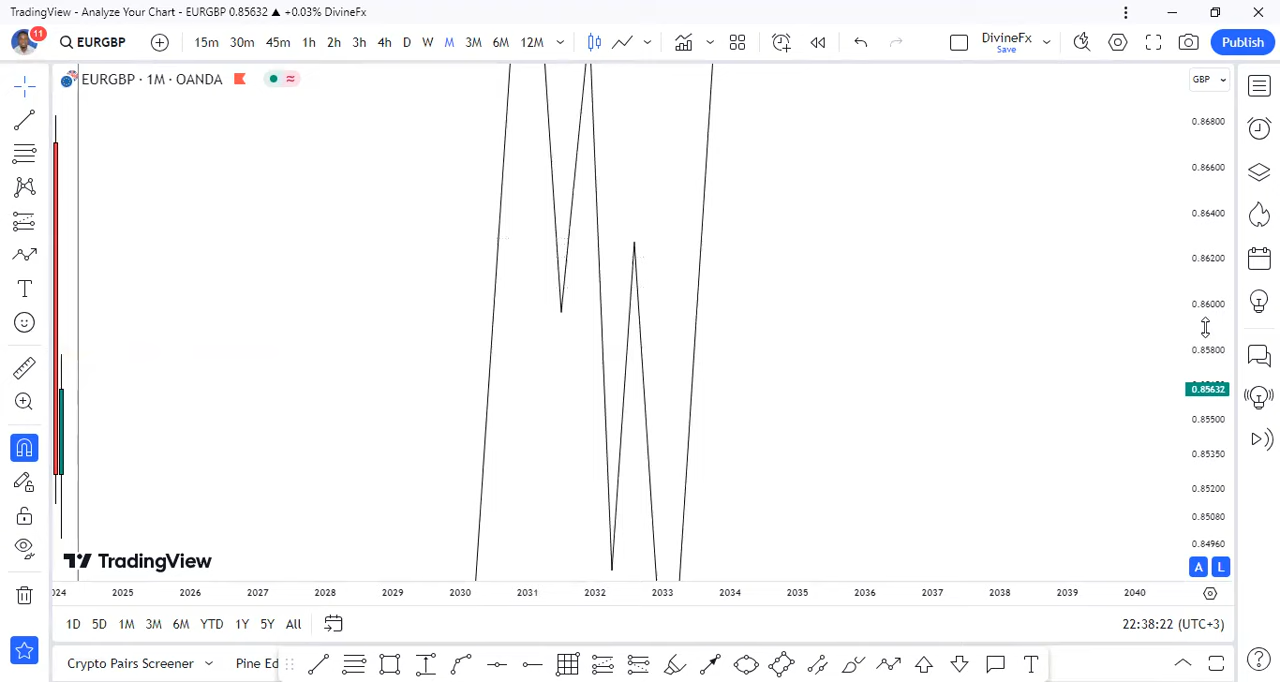 TradingView - Analyze Your Chart - EURGBP 0.85632 ▲ +0.03% DivineFx
11
EURGBP
15m 30m 45m 1h 2h 3h 4h D W M 3M 6M 12M
DivineFx
Save
Publish
EURGBP · 1M · OANDA
GBP
0.86800
0.86600
0.86400
0.86200
0.86000
0.85800
0.85632
0.85500
0.85350
0.85200
0.85080
0.84960
A L
TradingView
024 2025 2026 2027 2028 2029 2030 2031 2032 2033 2034 2035 2036 2037 2038 2039 2040
1D 5D 1M 3M 6M YTD 1Y 5Y All
22:38:22 (UTC+3)
Crypto Pairs Screener
Pine Ed